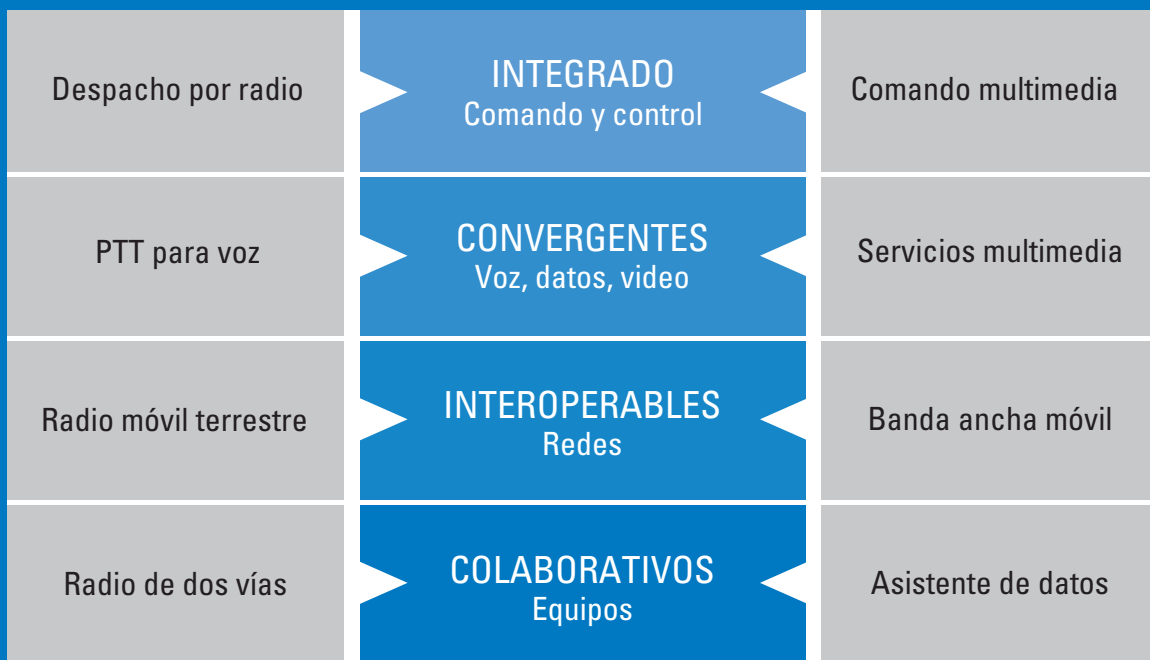 Despacho por radio
INTEGRADO
Comando y control
Comando multimedia
PTT para voz
CONVERGENTES
Voz, datos, video
Servicios multimedia
Radio móvil terrestre
INTEROPERABLES
Redes
Banda ancha móvil
Radio de dos vías
COLABORATIVOS
Equipos
Asistente de datos